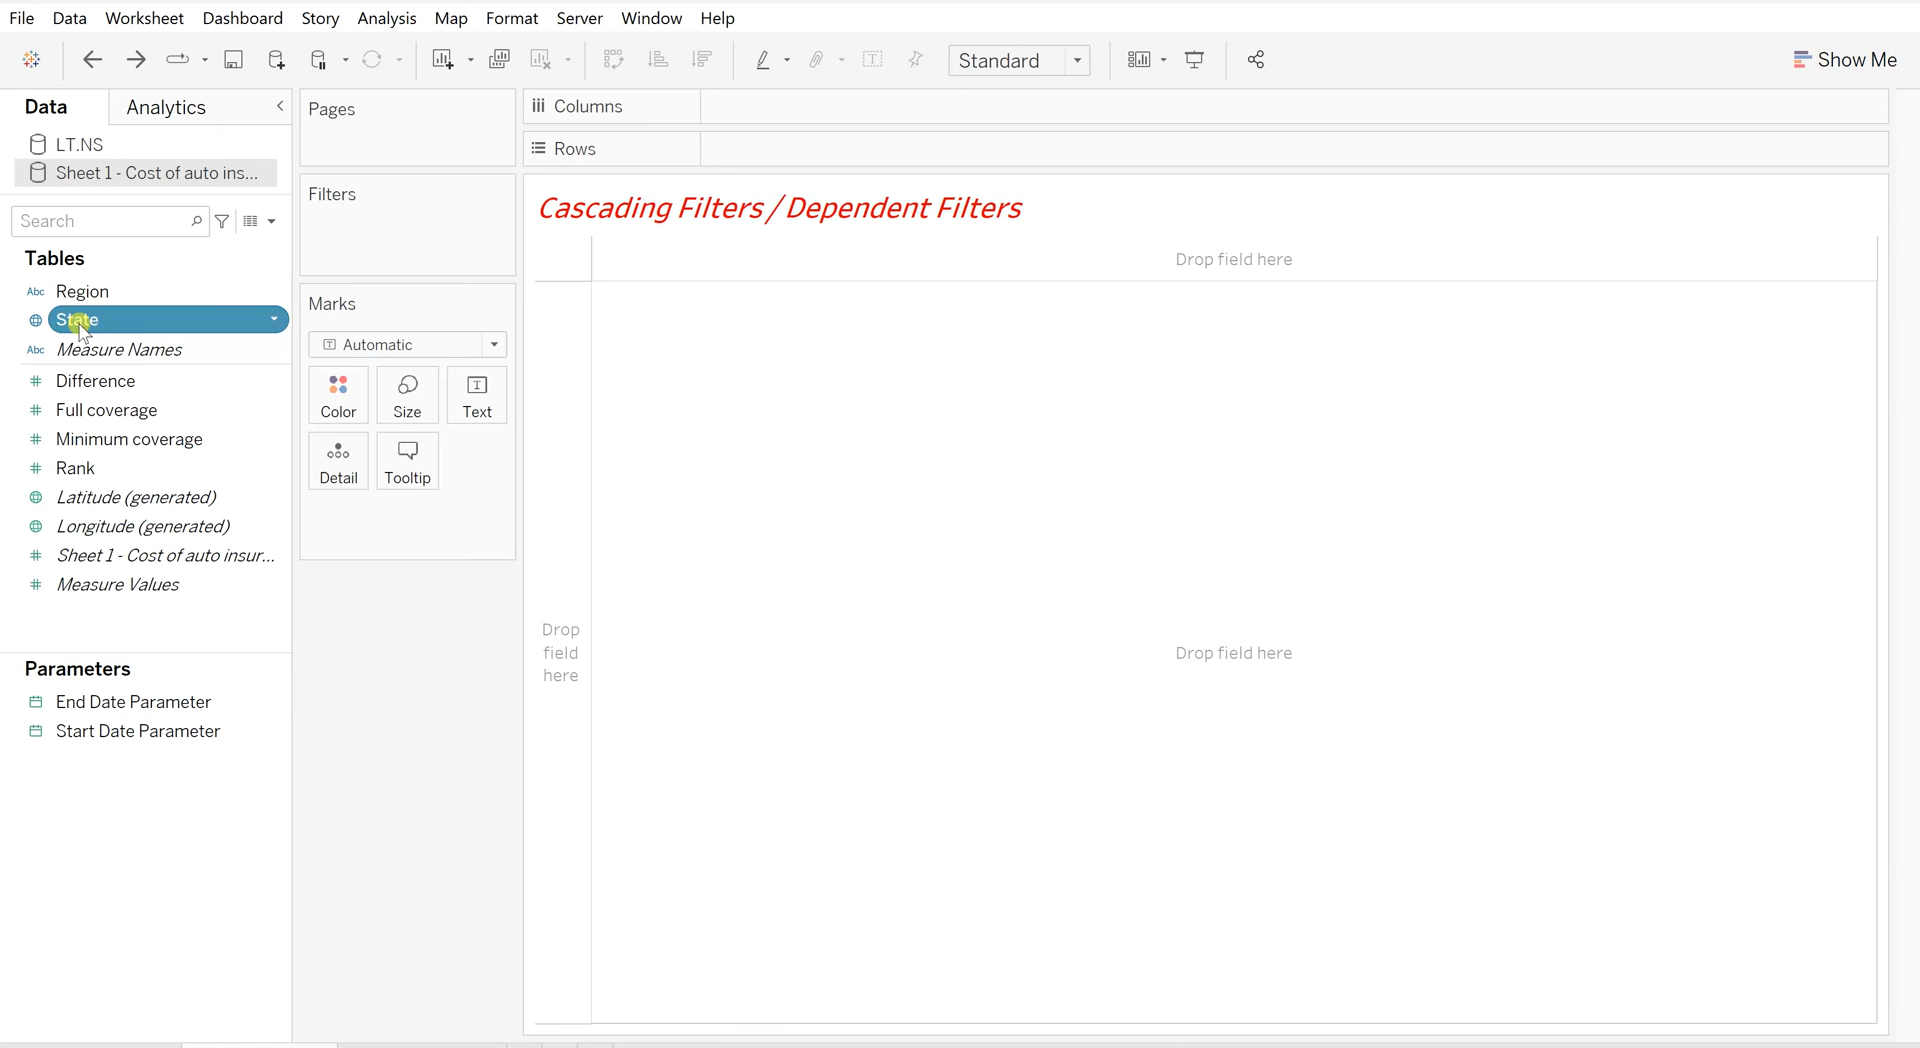 File Data Worksheet Dashboard Story Analysis Map Format Server Window Help
Standard
Show Me
Data Analytics
LT.NS
Sheet 1 - Cost of auto ins...
Search
Tables
Abc Region
State
Abc Measure Names
# Difference
# Full coverage
# Minimum coverage
# Rank
Latitude (generated)
Longitude (generated)
# Sheet 1 - Cost of auto insur...
# Measure Values
Parameters
End Date Parameter
Start Date Parameter
Pages
Filters
Marks
T Automatic
Color Size T Text
Detail Tooltip
Columns
Rows
Cascading Filters / Dependent Filters
Drop field here
Drop
field
here
Drop field here